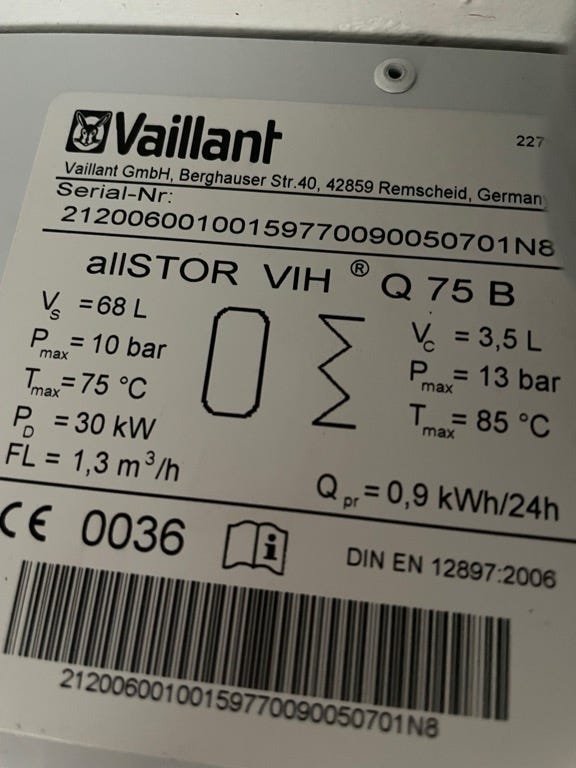 Vaillant
227
Vaillant GmbH, Berghauser Str.40, 42859 Remscheid, German
Serial-Nr:
21200600100159770090050701N8
allSTOR VIH ® Q 75 B
Vs = 68 L
Vc = 3,5 L
Pmax = 10 bar
Pmax = 13 bar
Tmax = 75 °C
Tmax = 85 °C
PD = 30 kW
FL = 1,3 m³/h
Qpr = 0,9 kWh/24h
CE 0036
DIN EN 12897:2006
21200600100159770090050701N8